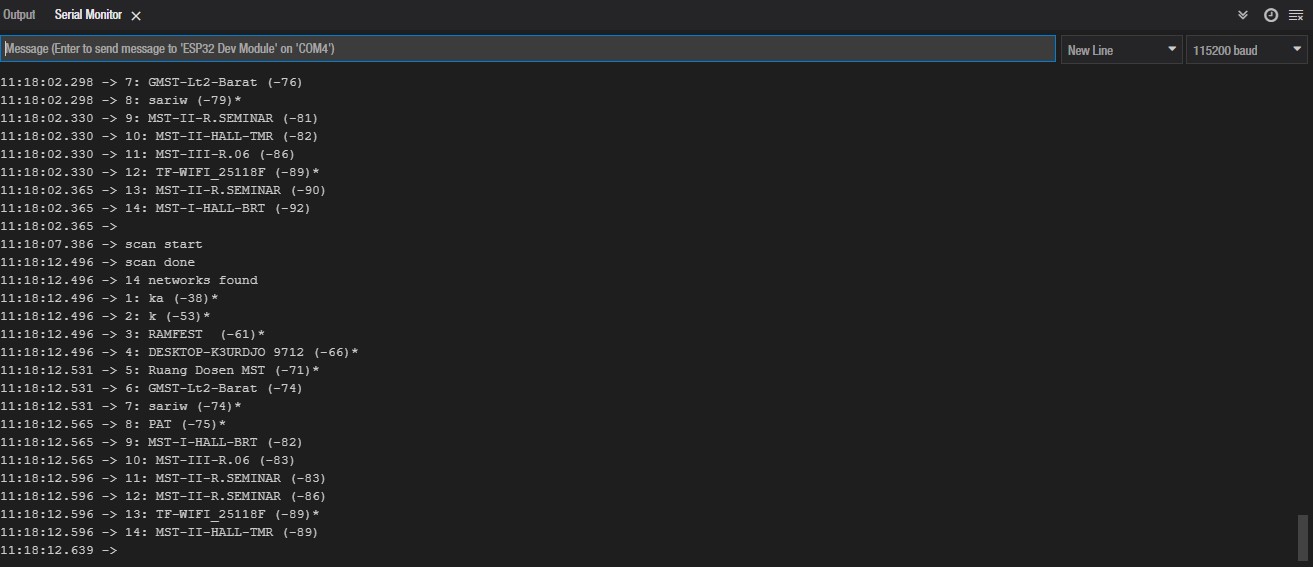 Output Serial Monitor
Message (Enter to send message to 'ESP32 Dev Module' on 'COM4') New Line 115200 baud
11:18:02.298 -> 7: GMST-Lt2-Barat (-76)
11:18:02.298 -> 8: sariw (-79)*
11:18:02.330 -> 9: MST-II-R.SEMINAR (-81)
11:18:02.330 -> 10: MST-II-HALL-TMR (-82)
11:18:02.330 -> 11: MST-III-R.06 (-86)
11:18:02.330 -> 12: TF-WIFI_25118F (-89)*
11:18:02.365 -> 13: MST-II-R.SEMINAR (-90)
11:18:02.365 -> 14: MST-I-HALL-BRT (-92)
11:18:02.365 ->
11:18:07.386 -> scan start
11:18:12.496 -> scan done
11:18:12.496 -> 14 networks found
11:18:12.496 -> 1: ka (-38)*
11:18:12.496 -> 2: k (-53)*
11:18:12.496 -> 3: RAMFEST  (-61)*
11:18:12.496 -> 4: DESKTOP-K3URDJO 9712 (-66)*
11:18:12.531 -> 5: Ruang Dosen MST (-71)*
11:18:12.531 -> 6: GMST-Lt2-Barat (-74)
11:18:12.531 -> 7: sariw (-74)*
11:18:12.565 -> 8: PAT (-75)*
11:18:12.565 -> 9: MST-I-HALL-BRT (-82)
11:18:12.565 -> 10: MST-III-R.06 (-83)
11:18:12.596 -> 11: MST-II-R.SEMINAR (-83)
11:18:12.596 -> 12: MST-II-R.SEMINAR (-86)
11:18:12.596 -> 13: TF-WIFI_25118F (-89)*
11:18:12.596 -> 14: MST-II-HALL-TMR (-89)
11:18:12.639 ->